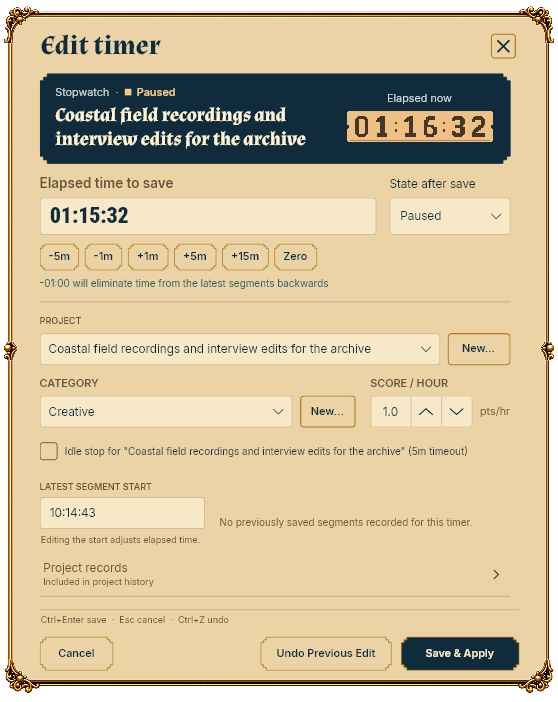 Edit timer
Stopwatch · Paused
Coastal field recordings and
interview edits for the archive
Elapsed now
01:16:32
Elapsed time to save
State after save
01:15:32
Paused
-5m -1m +1m +5m +15m Zero
-01:00 will eliminate time from the latest segments backwards
PROJECT
Coastal field recordings and interview edits for the archive
New...
CATEGORY
SCORE / HOUR
Creative
New...
1.0
pts/hr
Idle stop for "Coastal field recordings and interview edits for the archive" (5m timeout)
LATEST SEGMENT START
10:14:43
No previously saved segments recorded for this timer.
Editing the start adjusts elapsed time.
Project records
Included in project history
Ctrl+Enter save · Esc cancel · Ctrl+Z undo
Cancel
Undo Previous Edit
Save & Apply